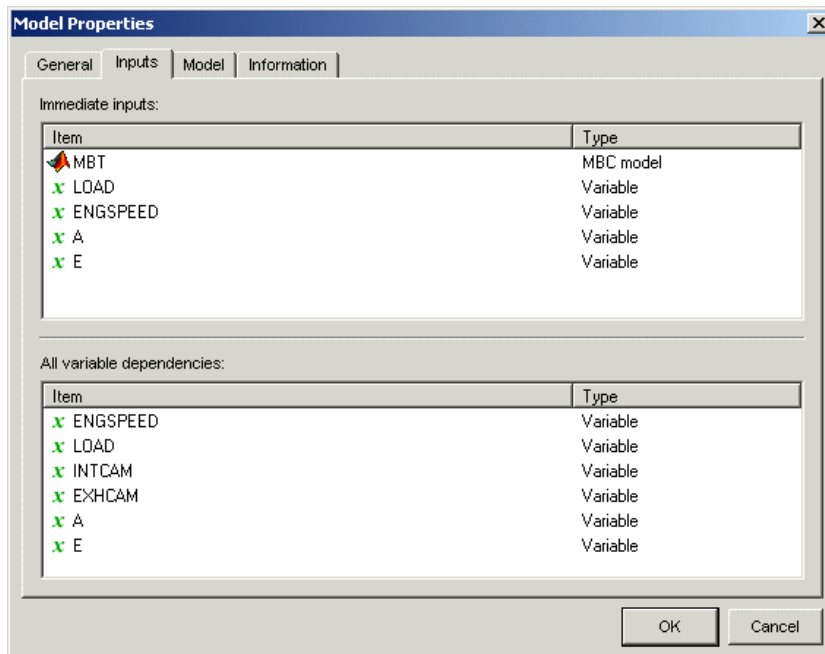 Model Properties
General Inputs Model Information
Immediate inputs:
Item Type
MBT MBC model
x LOAD Variable
x ENGSPEED Variable
x A Variable
x E Variable
All variable dependencies:
Item Type
x ENGSPEED Variable
x LOAD Variable
x INTCAM Variable
x EXHCAM Variable
x A Variable
x E Variable
OK Cancel